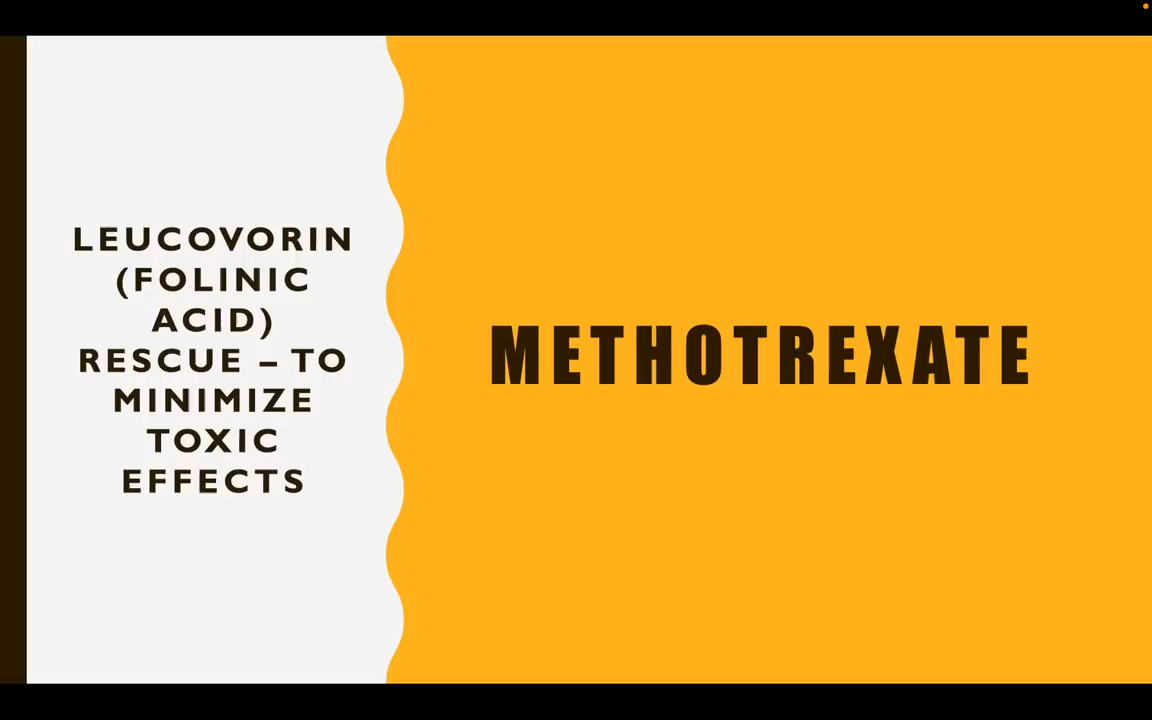 LEUCOVORIN
(FOLINIC
ACID)
RESCUE – TO
MINIMIZE
TOXIC
EFFECTS
METHOTREXATE